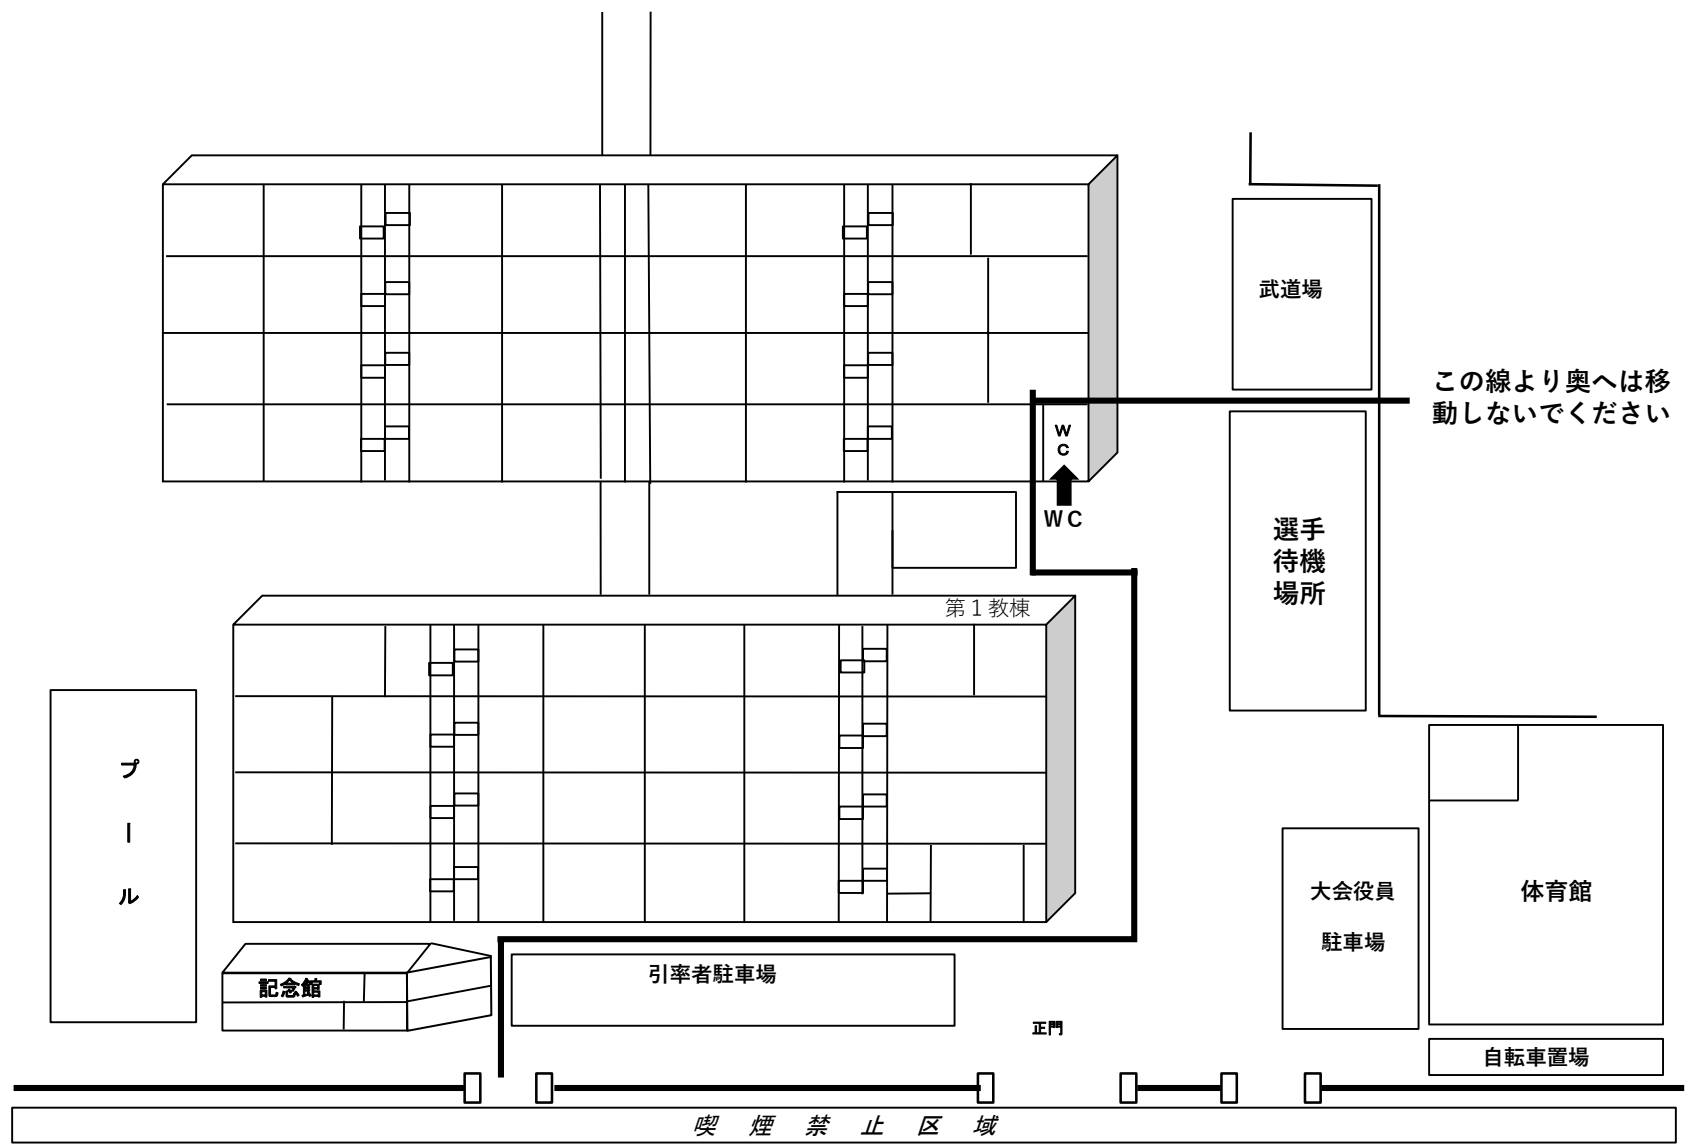 武道場
この線より奥へは移
動しないでください
W
C
WC
選手
待機
場所
第１教棟
プール
大会役員
駐車場
体育館
記念館
引率者駐車場
正門
自転車置場
喫煙禁止区域